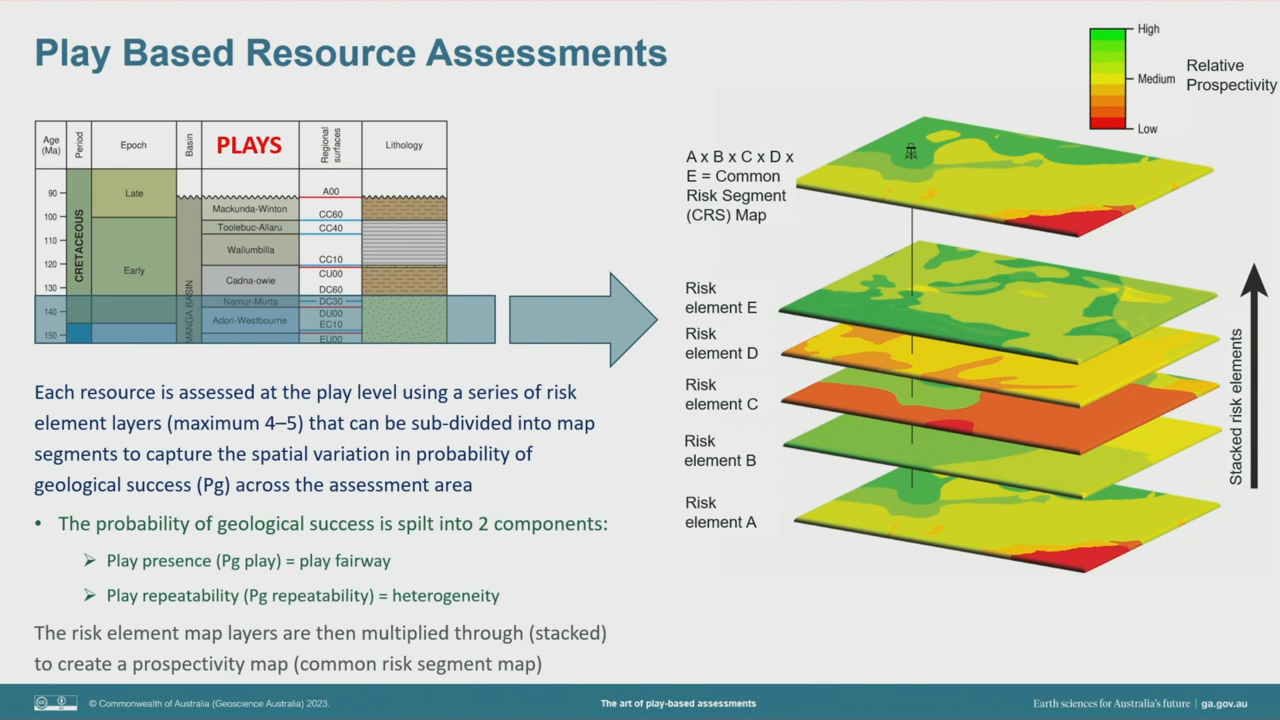 Play Based Resource Assessments
High
Medium
Low
Relative
Prospectivity
Age
(Ma)
Period
Epoch
Basin
PLAYS
Regional
surfaces
Lithology
90
100
110
120
130
140
150
CRETACEOUS
Late
Early
MANGA BASIN
Mackunda-Winton
Toolebuc-Allaru
Wallumbilla
Cadna-owie
Namur-Murta
Adori-Westbourne
A00
CC60
CC40
CC10
CU00
DC60
DC30
DU00
EC10
EU00
A x B x C x D x
E = Common
Risk Segment
(CRS) Map
Risk
element E
Risk
element D
Risk
element C
Risk
element B
Risk
element A
Stacked risk elements
Each resource is assessed at the play level using a series of risk
element layers (maximum 4–5) that can be sub-divided into map
segments to capture the spatial variation in probability of
geological success (Pg) across the assessment area
• The probability of geological success is spilt into 2 components:
➢ Play presence (Pg play) = play fairway
➢ Play repeatability (Pg repeatability) = heterogeneity
The risk element map layers are then multiplied through (stacked)
to create a prospectivity map (common risk segment map)
© Commonwealth of Australia (Geoscience Australia) 2023.
The art of play-based assessments
Earth sciences for Australia's future | ga.gov.au